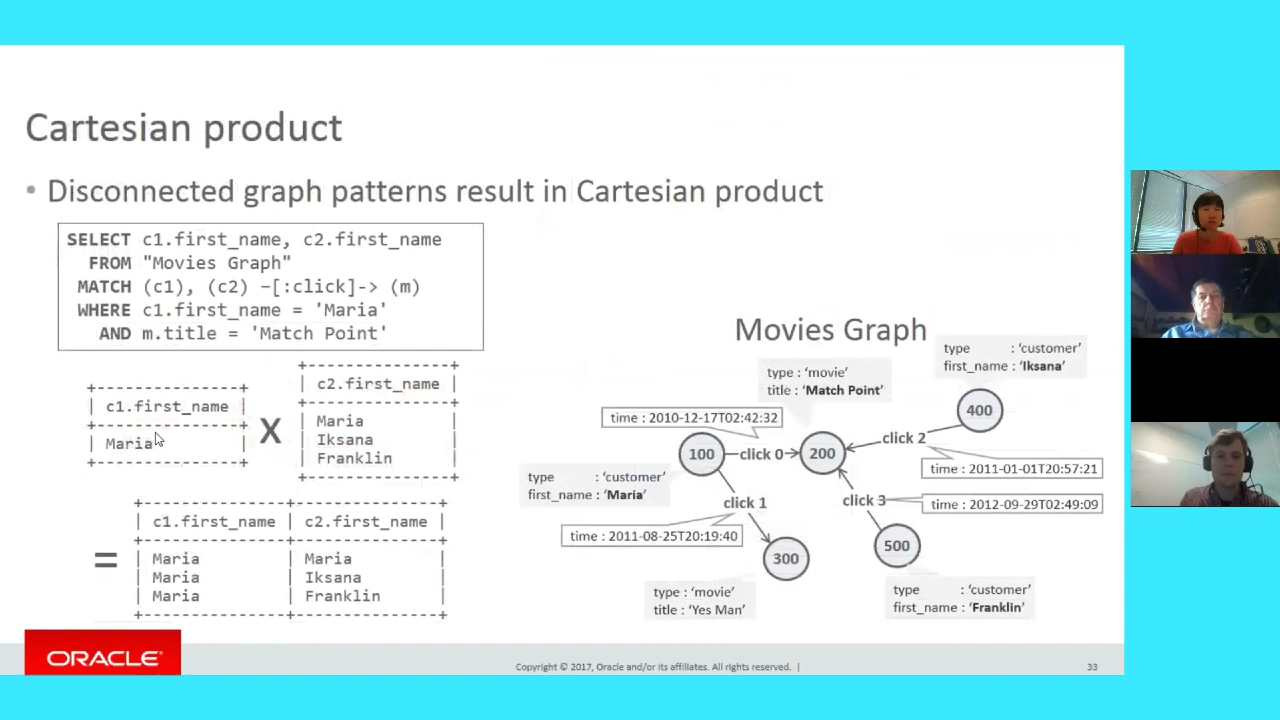 Cartesian product
• Disconnected graph patterns result in Cartesian product
SELECT c1.first_name, c2.first_name
FROM "Movies Graph"
MATCH (c1), (c2) -[:click]-> (m)
WHERE c1.first_name = 'Maria'
AND m.title = 'Match Point'
+---------------+
| c1.first_name |
+---------------+
| Maria |
+---------------+
X
+---------------+
| c2.first_name |
+---------------+
| Maria |
| Iksana |
| Franklin |
+---------------+
=
+---------------+---------------+
| c1.first_name | c2.first_name |
+---------------+---------------+
| Maria | Maria |
| Maria | Iksana |
| Maria | Franklin |
+---------------+---------------+
Movies Graph
type : 'customer'
first_name : 'Iksana'
type : 'movie'
title : 'Match Point'
400
time : 2010-12-17T02:42:32
click 2
100
click 0
200
time : 2011-01-01T20:57:21
type : 'customer'
first_name : 'Maria'
click 1
click 3
time : 2012-09-29T02:49:09
time : 2011-08-25T20:19:40
300
500
type : 'movie'
title : 'Yes Man'
type : 'customer'
first_name : 'Franklin'
ORACLE®
Copyright © 2017, Oracle and/or its affiliates. All rights reserved. |
33